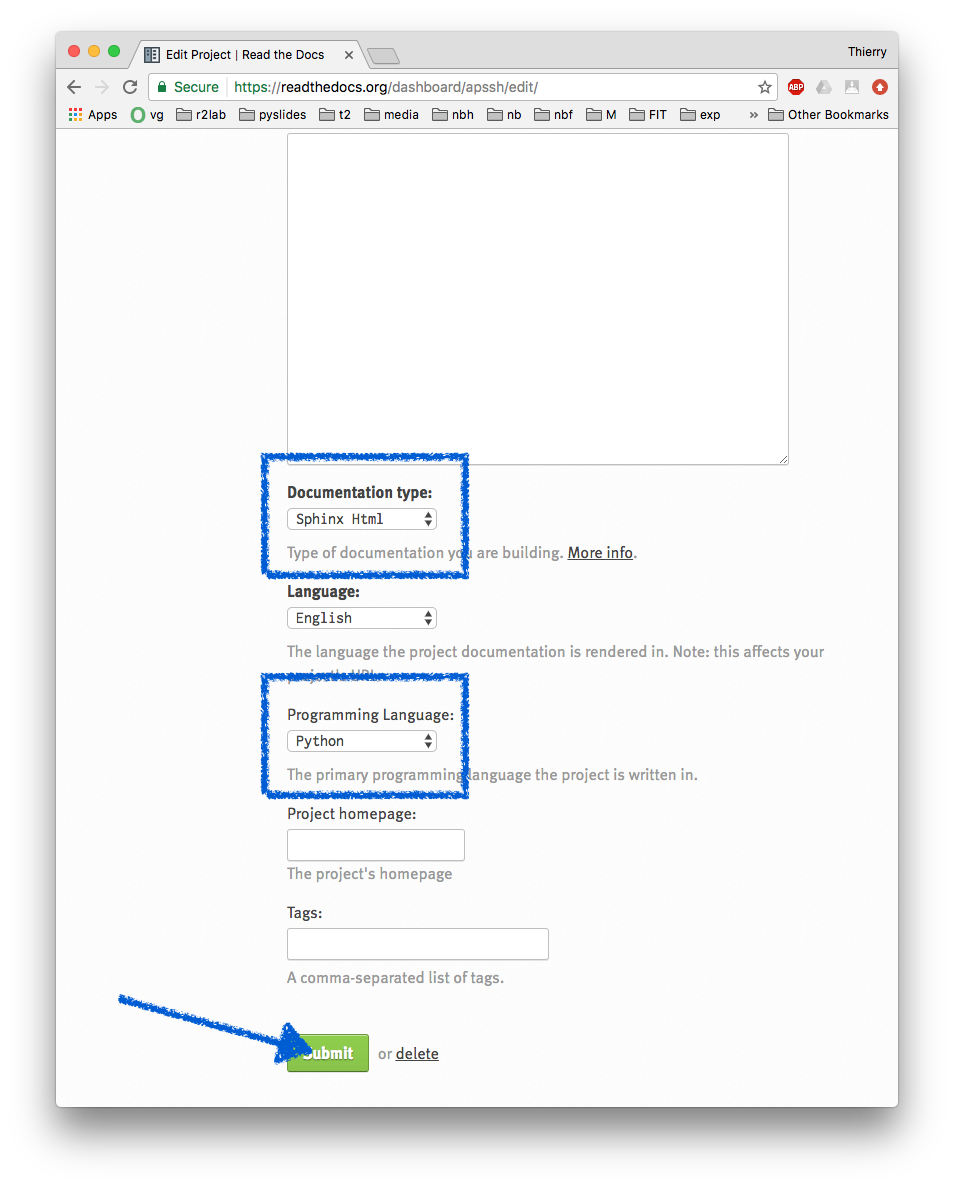 Edit Project | Read the Docs
Thierry
Secure https://readthedocs.org/dashboard/apssh/edit/
ABP
Apps vg r2lab pyslides t2 media nbh nb nbf M FIT exp » Other Bookmarks
Documentation type:
Sphinx Html
Type of documentation you are building. More info.
Language:
English
The language the project documentation is rendered in. Note: this affects your
Programming Language:
Python
The primary programming language the project is written in.
Project homepage:
The project's homepage
Tags:
A comma-separated list of tags.
Submit or delete